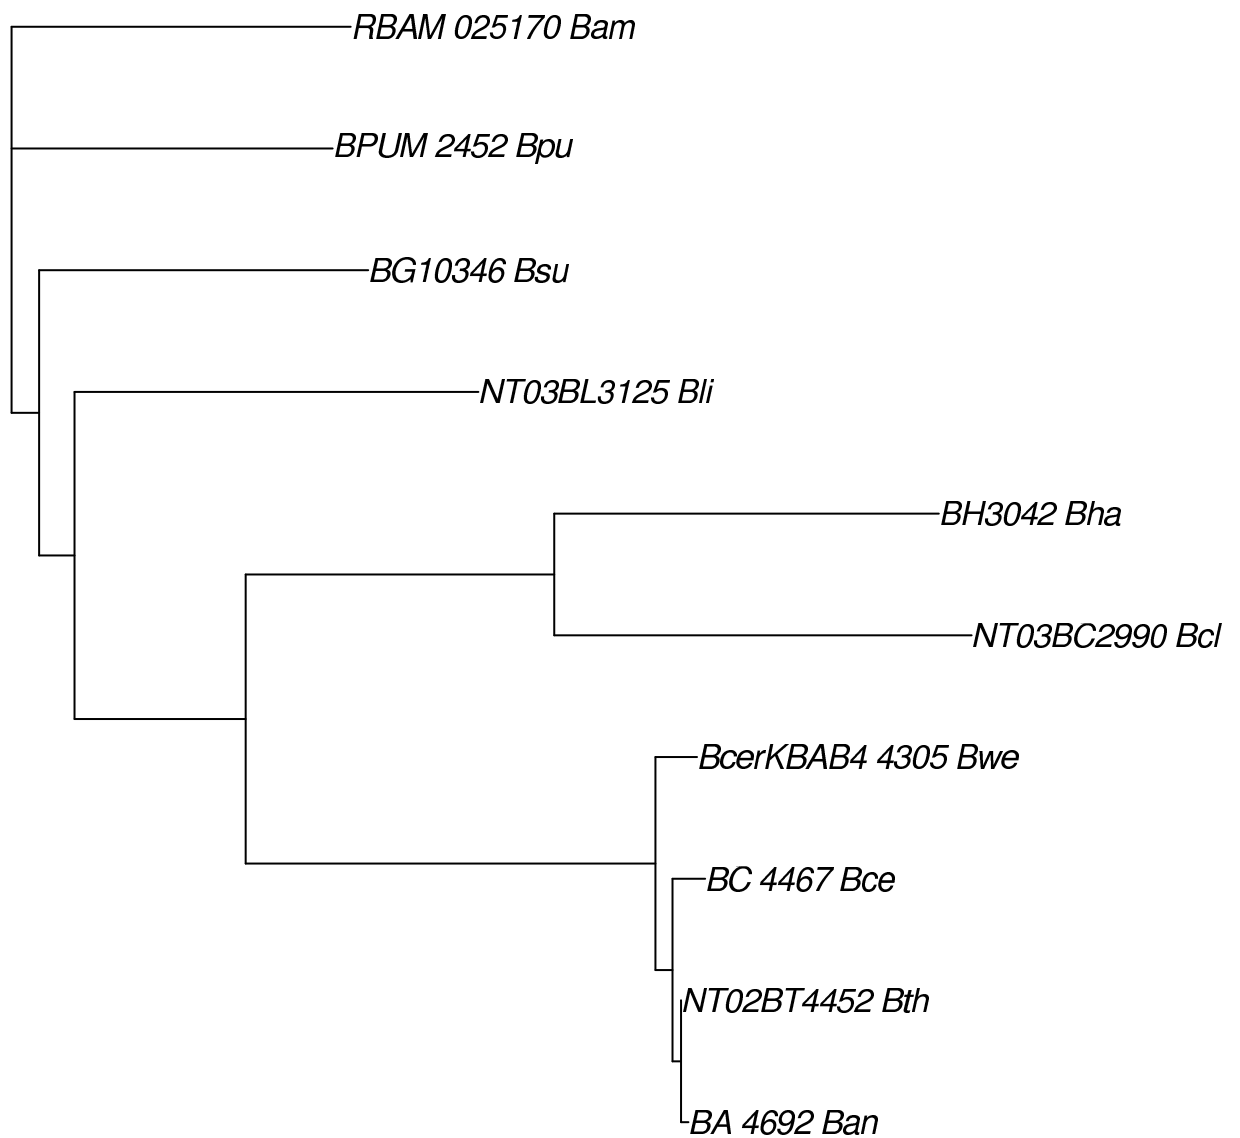 RBAM 025170 Bam
BPUM 2452 Bpu
BG10346 Bsu
NT03BL3125 Bli
BH3042 Bha
NT03BC2990 Bcl
BcerKBAB4 4305 Bwe
BC 4467 Bce
NT02BT4452 Bth
BA 4692 Ban